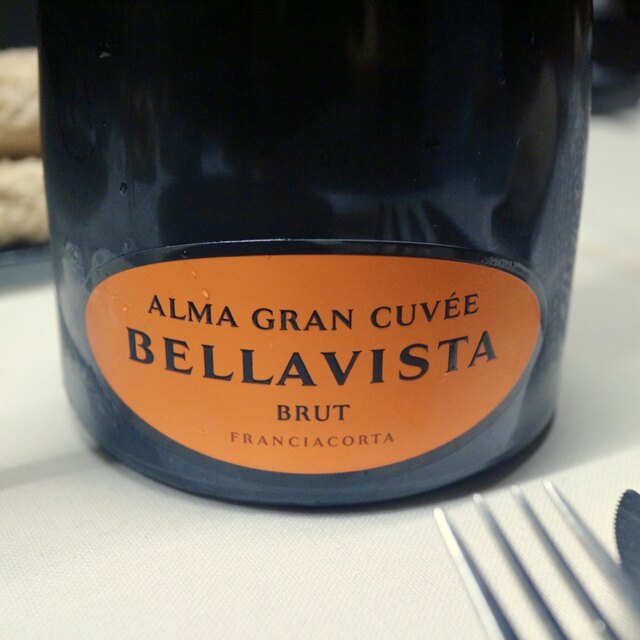 ALMA GRAN CUVÉE
BELLAVISTA
BRUT
FRANCIACORTA